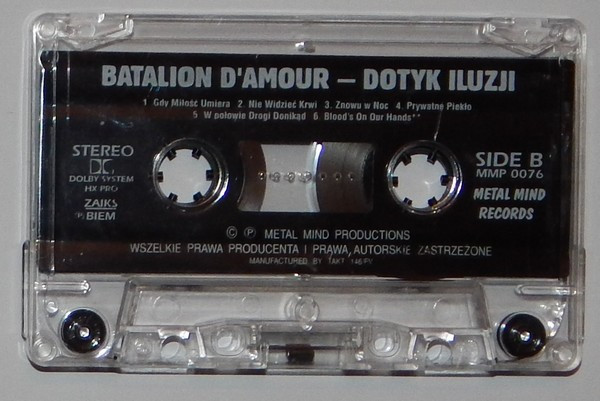 BATALION D'AMOUR – DOTYK ILUZJI
1 Gdy Miłość Umiera 2. Nie Widzieć Krwi 3. Znowu w Noc 4. Prywatne Piekło
5 W połowie Drogi Donikąd 6 Blood's On Our Hands**
STEREO
DOLBY SYSTEM
HX PRO
ZAIKS
BIEM
SIDE B
MMP 0076
METAL MIND
RECORDS
© Ⓟ METAL MIND PRODUCTIONS
WSZELKIE PRAWA PRODUCENTA I PRAWA AUTORSKIE ZASTRZEŻONE
MANUFACTURED BY TAKT